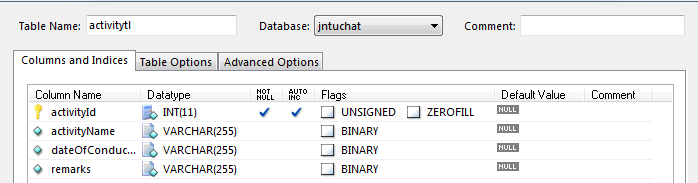 Table Name: activitytl Database: jntuchat Comment:
Columns and Indices Table Options Advanced Options
Column Name Datatype NOT NULL AUTO INC Flags Default Value Comment
activityId INT(11) UNSIGNED ZEROFILL NULL
activityName VARCHAR(255) BINARY NULL
dateOfConduc... VARCHAR(255) BINARY NULL
remarks VARCHAR(255) BINARY NULL